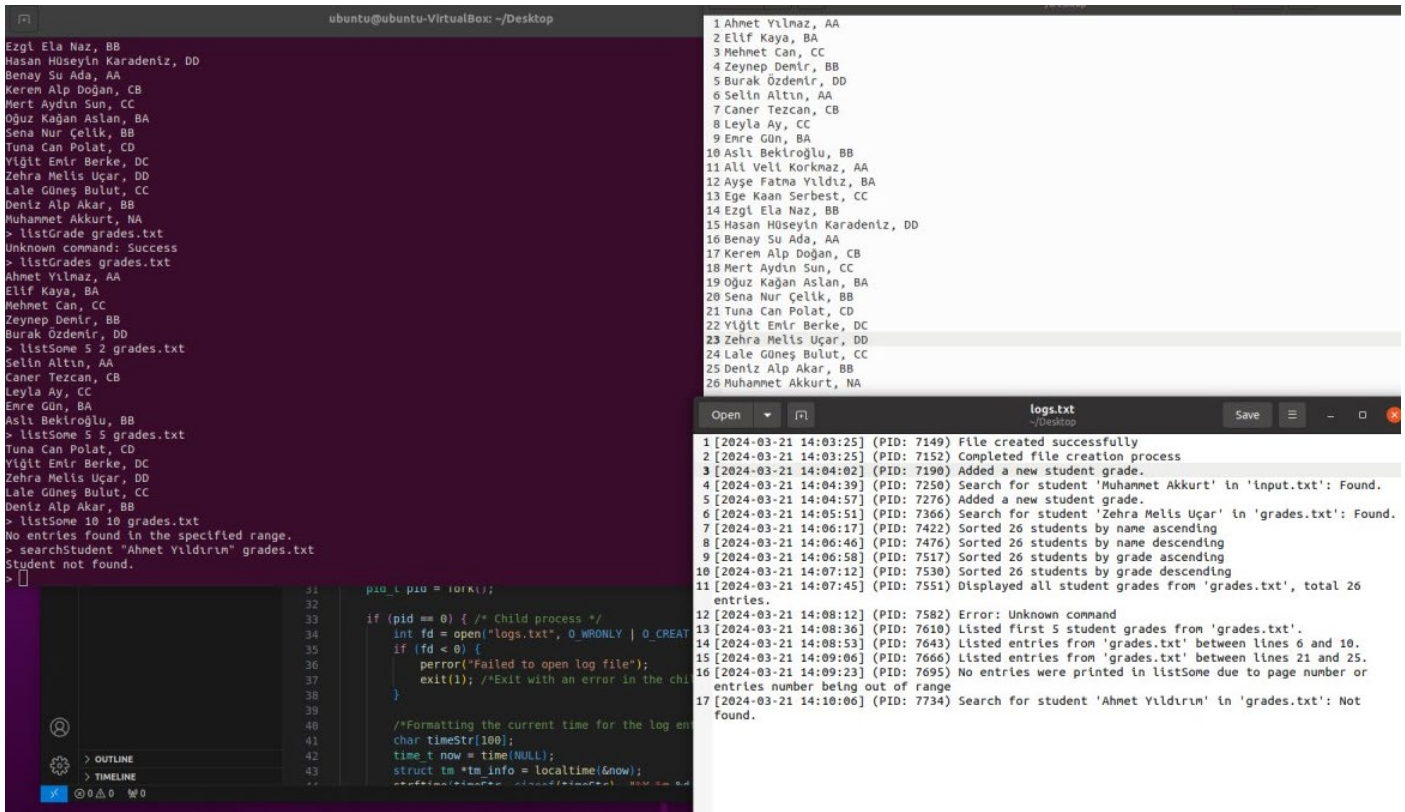 ubuntu@ubuntu-VirtualBox: ~/Desktop
Ezgi Ela Naz, BB
Hasan Hüseyin Karadeniz, DD
Benay Su Ada, AA
Kerem Alp Doğan, CB
Mert Aydın Sun, CC
Oğuz Kağan Aslan, BA
Sena Nur Çelik, BB
Tuna Can Polat, CD
Yiğit Emir Berke, DC
Zehra Melis Uçar, DD
Lale Güneş Bulut, CC
Deniz Alp Akar, BB
Muhammet Akkurt, NA
> listGrade grades.txt
Unknown command: Success
> listGrades grades.txt
Ahmet Yılmaz, AA
Elif Kaya, BA
Mehmet Can, CC
Zeynep Demir, BB
Burak Özdemir, DD
> listSome 5 2 grades.txt
Selin Altın, AA
Caner Tezcan, CB
Leyla Ay, CC
Emre Gün, BA
Aslı Bekiroğlu, BB
> listSome 5 5 grades.txt
Tuna Can Polat, CD
Yiğit Emir Berke, DC
Zehra Melis Uçar, DD
Lale Güneş Bulut, CC
Deniz Alp Akar, BB
> listSome 10 10 grades.txt
No entries found in the specified range.
> searchStudent "Ahmet Yıldırım" grades.txt
Student not found.
>
1 Ahmet Yılmaz, AA
2 Elif Kaya, BA
3 Mehmet Can, CC
4 Zeynep Demir, BB
5 Burak Özdemir, DD
6 Selin Altın, AA
7 Caner Tezcan, CB
8 Leyla Ay, CC
9 Emre Gün, BA
10 Aslı Bekiroğlu, BB
11 Ali Veli Korkmaz, AA
12 Ayşe Fatma Yıldız, BA
13 Ege Kaan Serbest, CC
14 Ezgi Ela Naz, BB
15 Hasan Hüseyin Karadeniz, DD
16 Benay Su Ada, AA
17 Kerem Alp Doğan, CB
18 Mert Aydın Sun, CC
19 Oğuz Kağan Aslan, BA
20 Sena Nur Çelik, BB
21 Tuna Can Polat, CD
22 Yiğit Emir Berke, DC
23 Zehra Melis Uçar, DD
24 Lale Güneş Bulut, CC
25 Deniz Alp Akar, BB
26 Muhammet Akkurt, NA
Open
logs.txt
~/Desktop
Save
1 [2024-03-21 14:03:25] (PID: 7149) File created successfully
2 [2024-03-21 14:03:25] (PID: 7152) Completed file creation process
3 [2024-03-21 14:04:02] (PID: 7190) Added a new student grade.
4 [2024-03-21 14:04:39] (PID: 7250) Search for student 'Muhammet Akkurt' in 'input.txt': Found.
5 [2024-03-21 14:04:57] (PID: 7276) Added a new student grade.
6 [2024-03-21 14:05:51] (PID: 7366) Search for student 'Zehra Melis Uçar' in 'grades.txt': Found.
7 [2024-03-21 14:06:17] (PID: 7422) Sorted 26 students by name ascending
8 [2024-03-21 14:06:46] (PID: 7476) Sorted 26 students by name descending
9 [2024-03-21 14:06:58] (PID: 7517) Sorted 26 students by grade ascending
10 [2024-03-21 14:07:12] (PID: 7530) Sorted 26 students by grade descending
11 [2024-03-21 14:07:45] (PID: 7551) Displayed all student grades from 'grades.txt', total 26
entries.
12 [2024-03-21 14:08:12] (PID: 7582) Error: Unknown command
13 [2024-03-21 14:08:36] (PID: 7610) Listed first 5 student grades from 'grades.txt'.
14 [2024-03-21 14:08:53] (PID: 7643) Listed entries from 'grades.txt' between lines 6 and 10.
15 [2024-03-21 14:09:06] (PID: 7666) Listed entries from 'grades.txt' between lines 21 and 25.
16 [2024-03-21 14:09:23] (PID: 7695) No entries were printed in listSome due to page number or
entries number being out of range
17 [2024-03-21 14:10:06] (PID: 7734) Search for student 'Ahmet Yıldırım' in 'grades.txt': Not
found.
31 pid_t pid = fork();
32
33 if (pid == 0) { /* Child process */
34 int fd = open("logs.txt", O_WRONLY | O_CREAT
35 if (fd < 0) {
36 perror("Failed to open log file");
37 exit(1); /*Exit with an error in the chi
38 }
39
40 /*Formatting the current time for the log en
41 char timeStr[100];
42 time_t now = time(NULL);
43 struct tm *tm_info = localtime(&now);
> OUTLINE
> TIMELINE
0 0 0